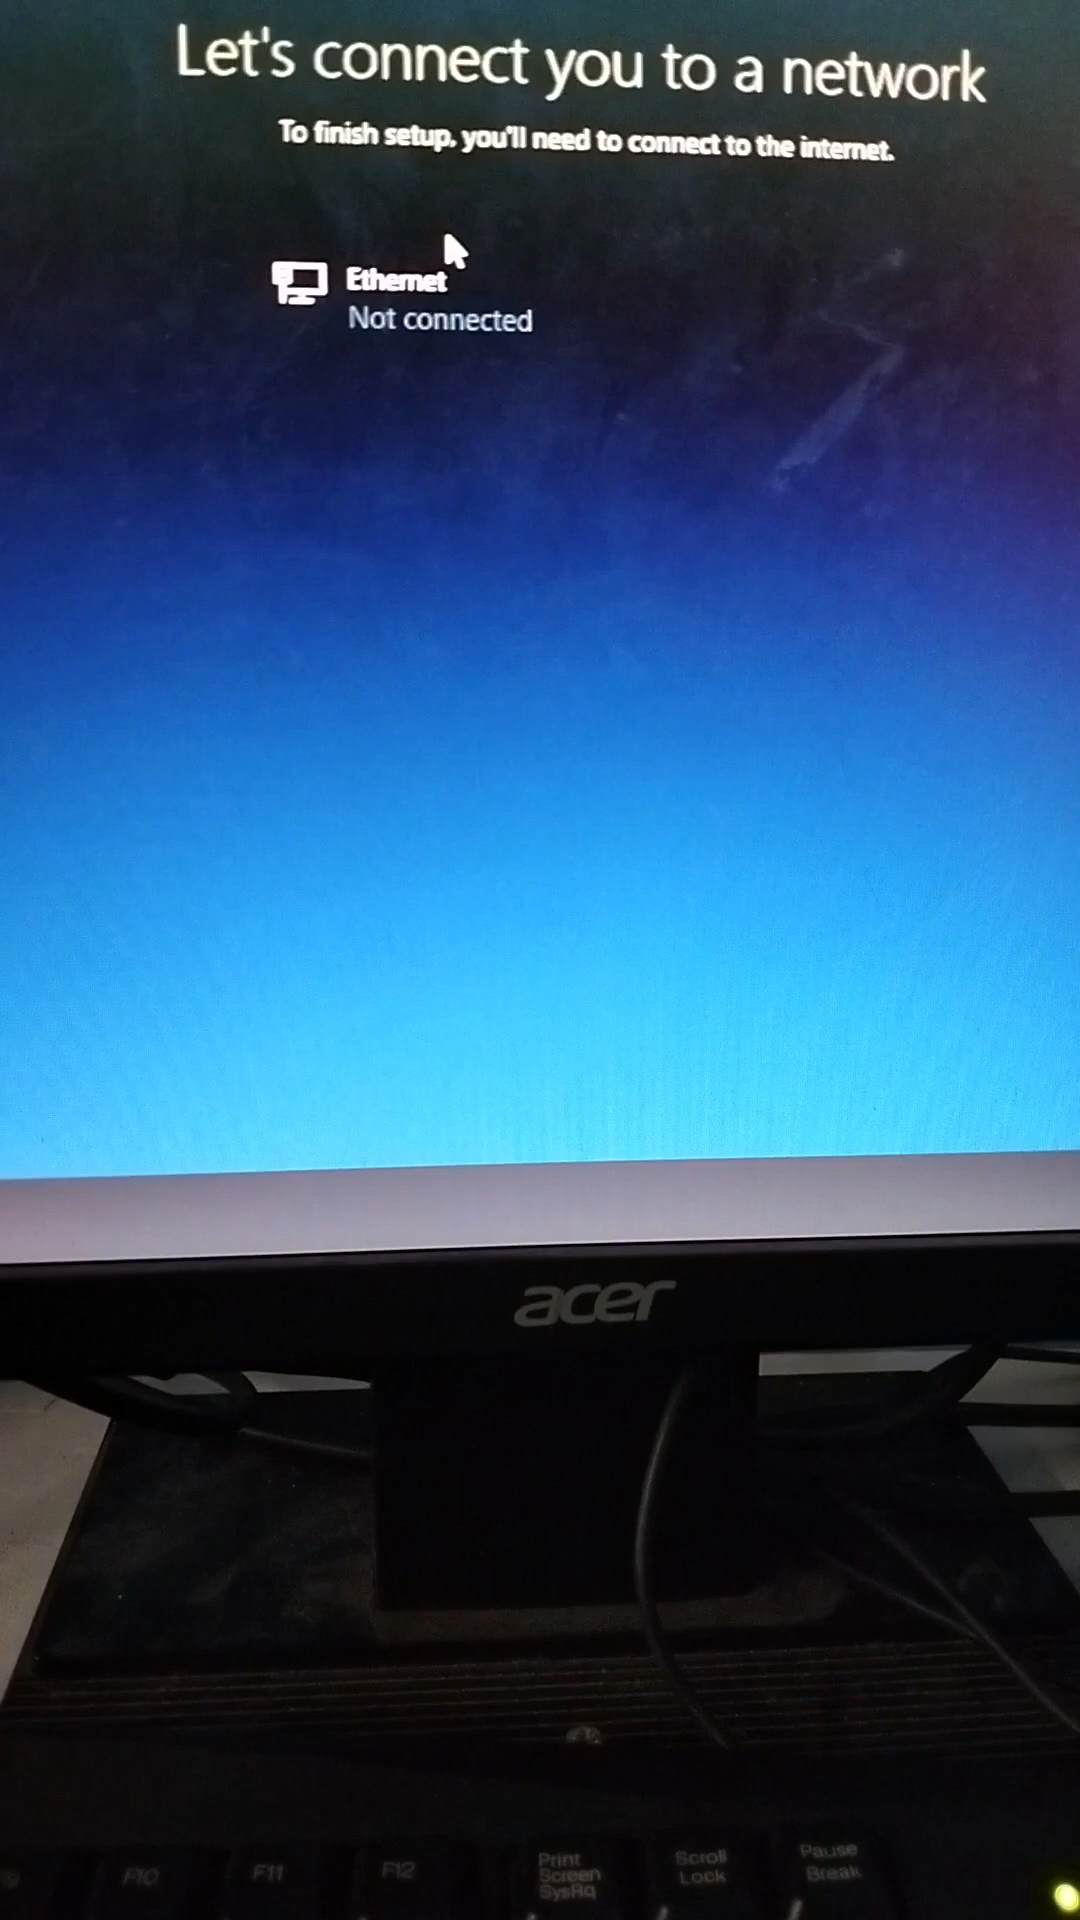 Let's connect you to a network
To finish setup, you'll need to connect to the internet.
Ethernet
Not connected
acer
F10
F11
F12
Print
Screen
SysRq
Scroll
Lock
Pause
Break